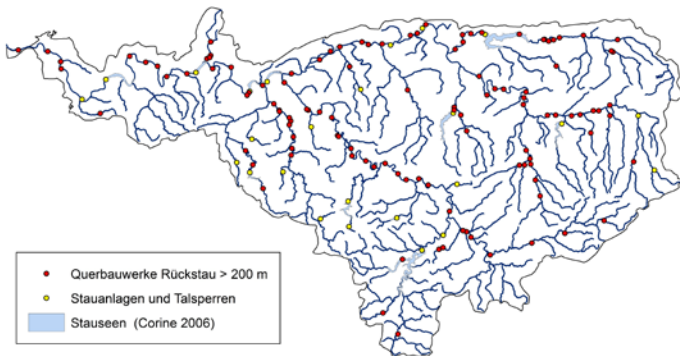 Querbauwerke Rückstau > 200 m
Stauanlagen und Talsperren
Stauseen (Corine 2006)